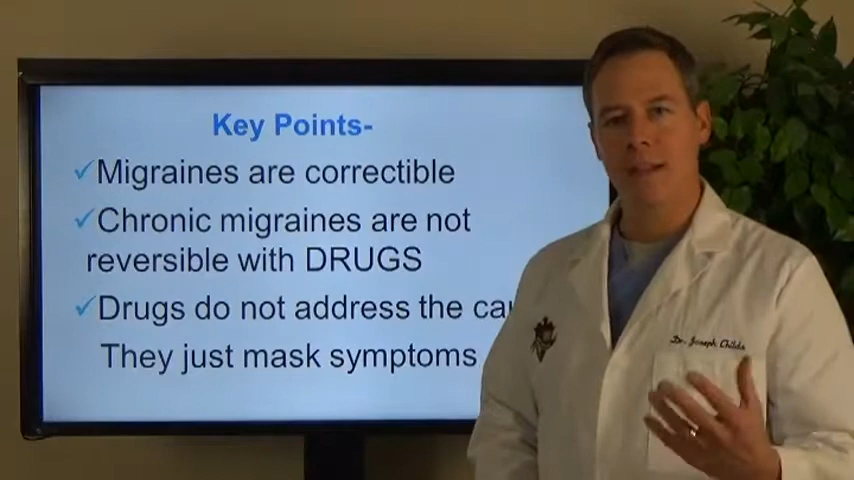 Key Points-
✓Migraines are correctible
✓Chronic migraines are not
reversible with DRUGS
✓Drugs do not address the
They just mask symptoms
Dr. Joseph Childs